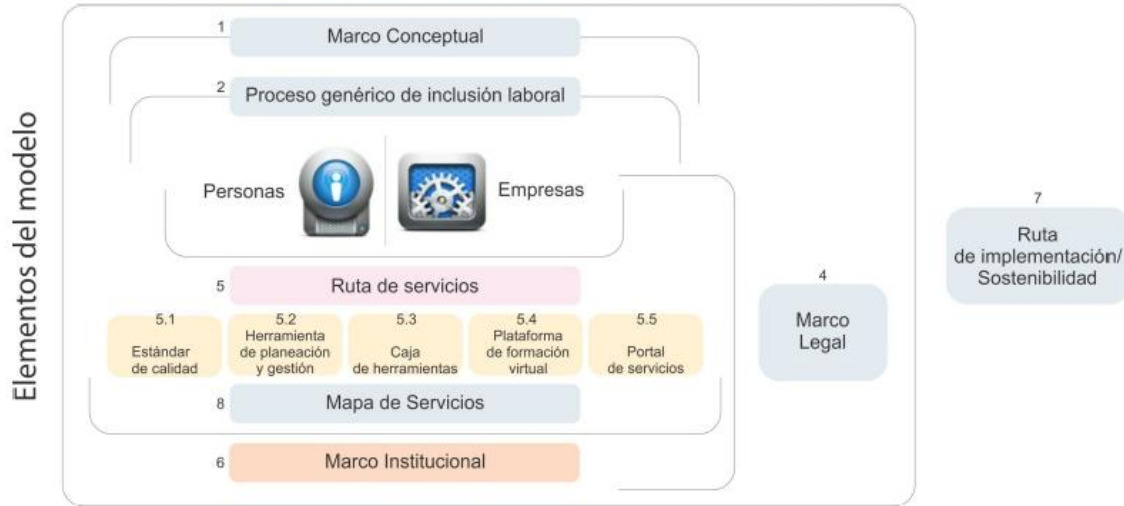 Elementos del modelo
1
Marco Conceptual
2
Proceso genérico de inclusión laboral
Personas
Empresas
5
Ruta de servicios
5.1
Estándar
de calidad
5.2
Herramienta
de planeación
y gestión
5.3
Caja
de herramientas
5.4
Plataforma
de formación
virtual
5.5
Portal
de servicios
8
Mapa de Servicios
6
Marco Institucional
4
Marco
Legal
7
Ruta
de implementación/
Sostenibilidad